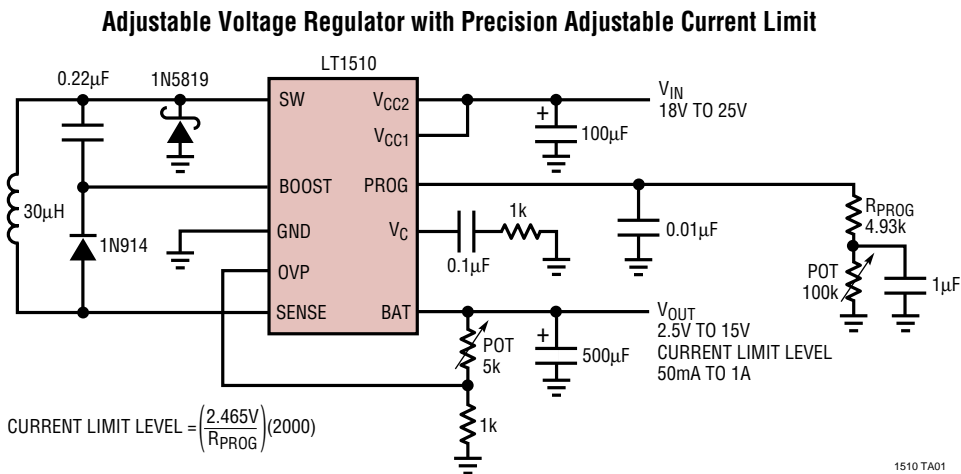 Adjustable Voltage Regulator with Precision Adjustable Current Limit
LT1510
0.22µF
1N5819
SW
VCC2
VIN
18V TO 25V
+
100µF
VCC1
BOOST
PROG
RPROG
4.93k
30µH
1N914
GND
VC
1k
0.1µF
0.01µF
OVP
POT
100k
1µF
SENSE
BAT
VOUT
2.5V TO 15V
CURRENT LIMIT LEVEL
50mA TO 1A
POT
5k
+
500µF
1k
CURRENT LIMIT LEVEL = (2.465V / RPROG)(2000)
1510 TA01